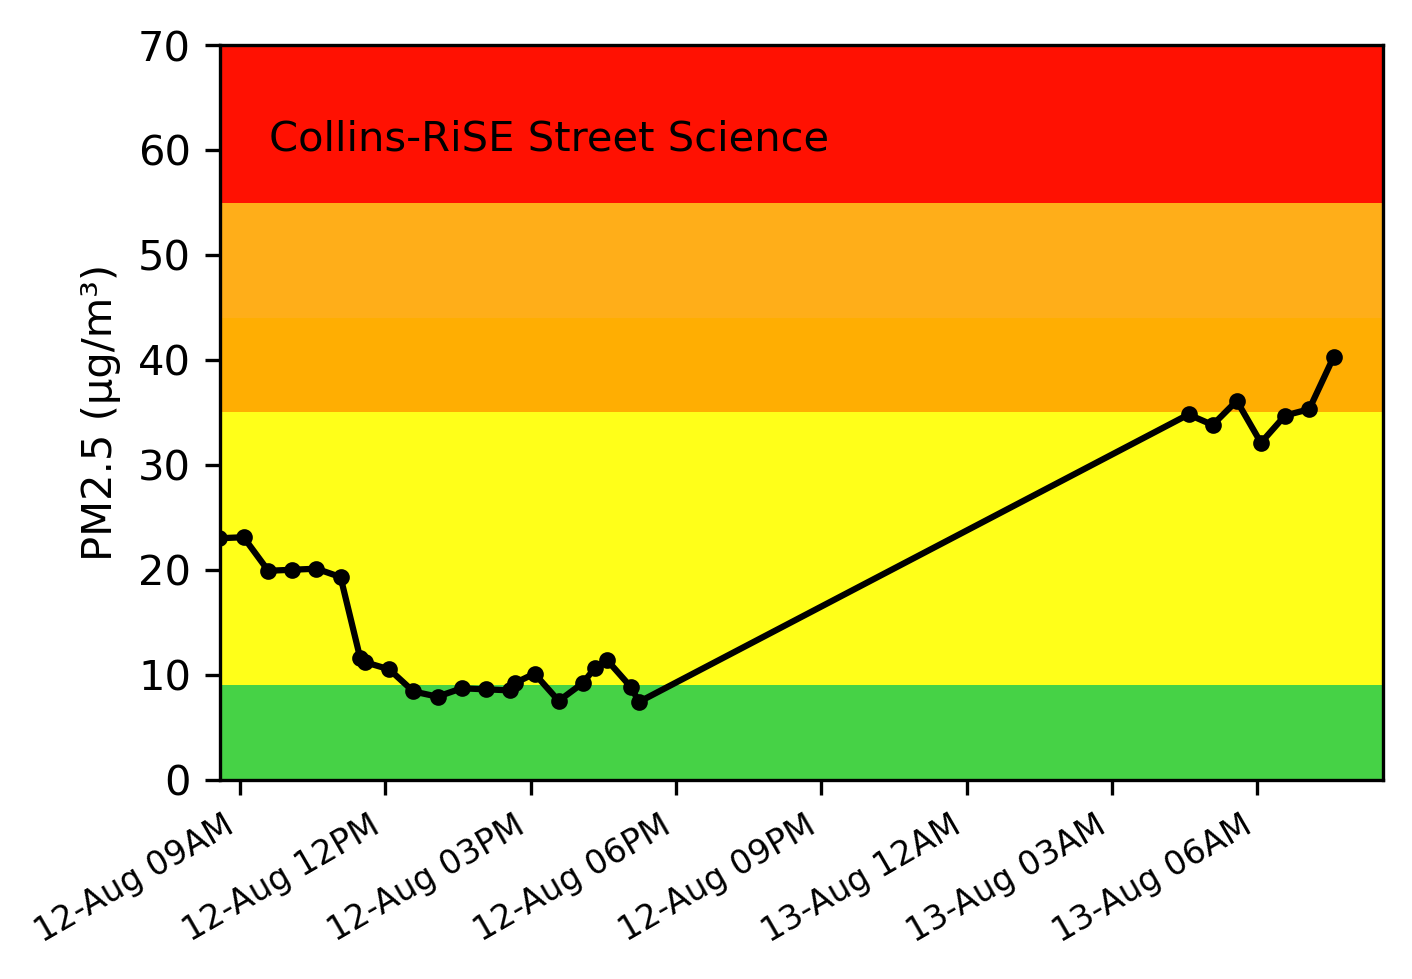 70
60
50
40
30
20
10
0
PM2.5 (µg/m³)
Collins-RiSE Street Science
12-Aug 09AM
12-Aug 12PM
12-Aug 03PM
12-Aug 06PM
12-Aug 09PM
13-Aug 12AM
13-Aug 03AM
13-Aug 06AM